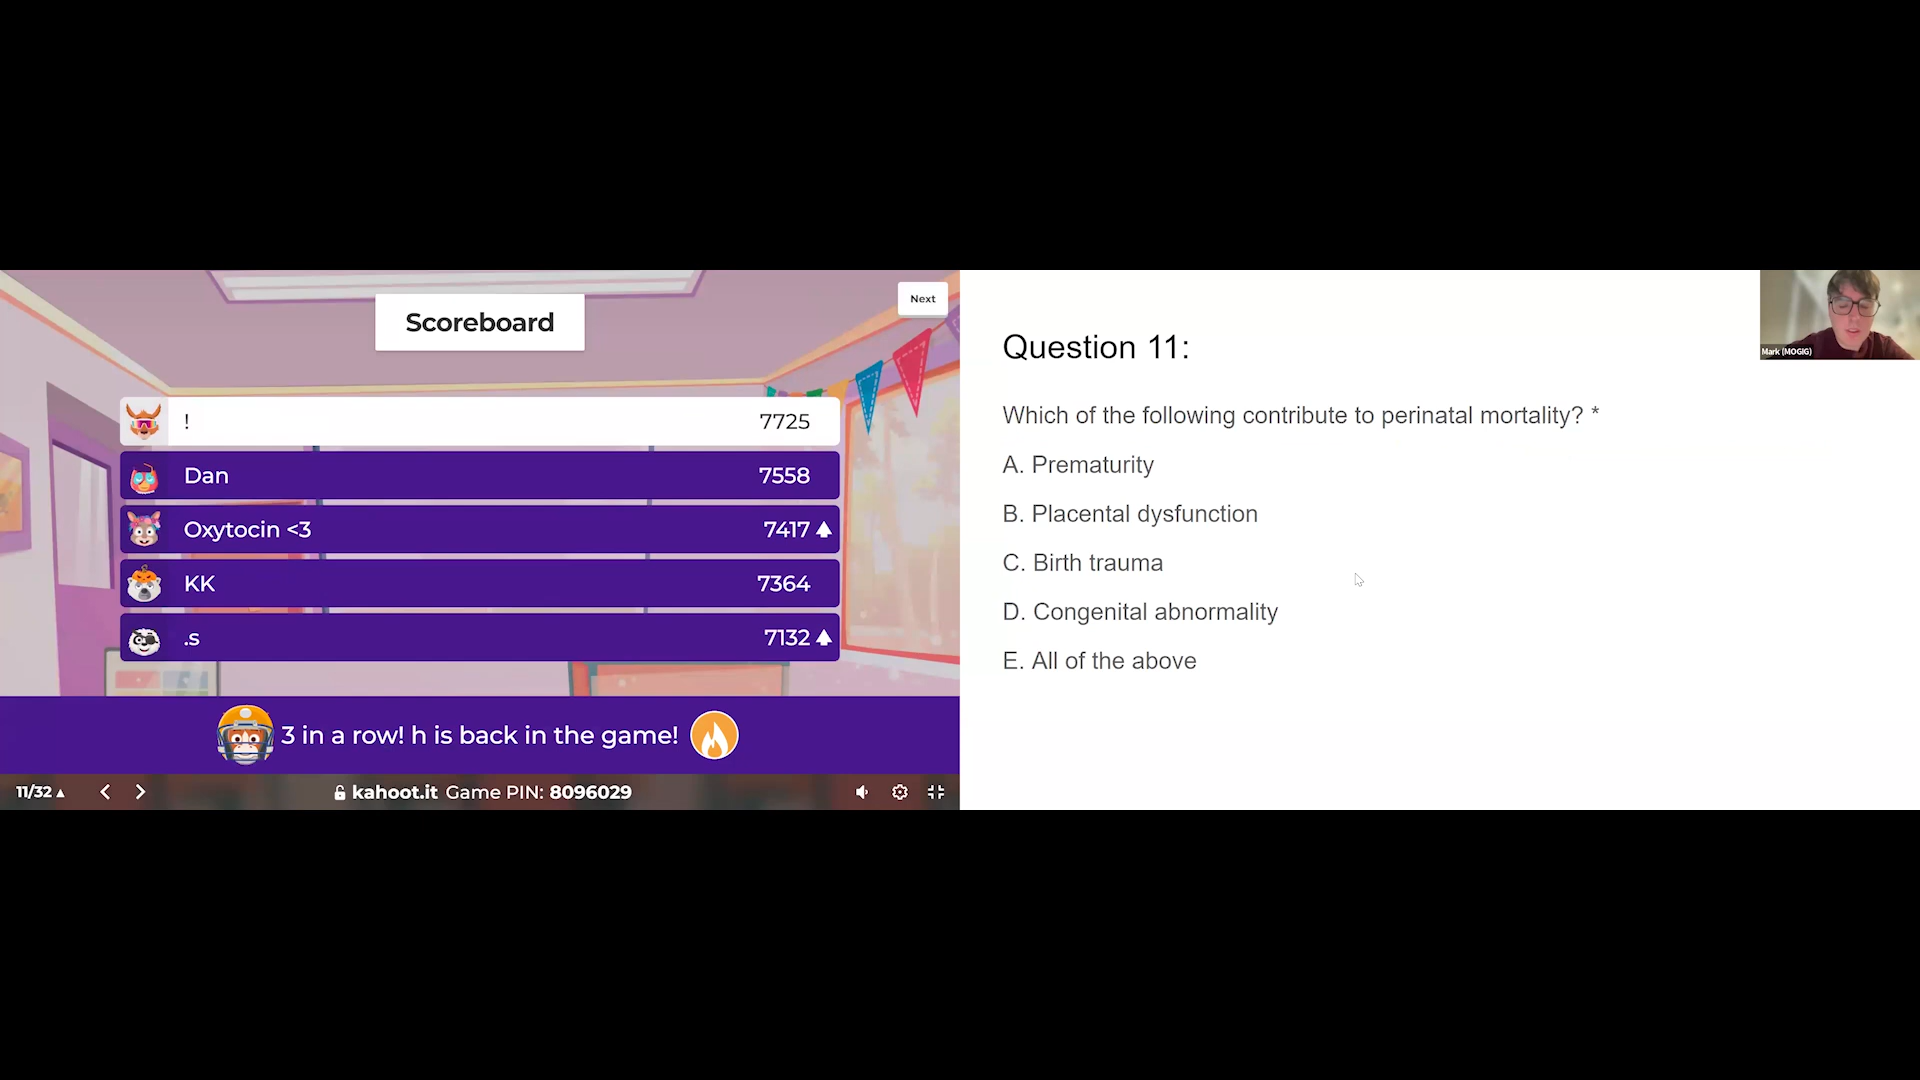 Scoreboard
Next
! 7725
Dan 7558
Oxytocin <3 7417
KK 7364
.s 7132
3 in a row! h is back in the game!
11/32 kahoot.it Game PIN: 8096029
Question 11:
Which of the following contribute to perinatal mortality? *
A. Prematurity
B. Placental dysfunction
C. Birth trauma
D. Congenital abnormality
E. All of the above
Mark (MOGIG)